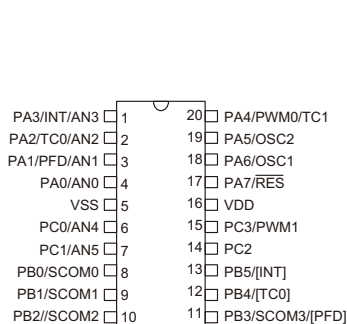 PA3/INT/AN3 1 20 PA4/PWM0/TC1
PA2/TC0/AN2 2 19 PA5/OSC2
PA1/PFD/AN1 3 18 PA6/OSC1
PA0/AN0 4 17 PA7/RES
VSS 5 16 VDD
PC0/AN4 6 15 PC3/PWM1
PC1/AN5 7 14 PC2
PB0/SCOM0 8 13 PB5/[INT]
PB1/SCOM1 9 12 PB4/[TC0]
PB2//SCOM2 10 11 PB3/SCOM3/[PFD]